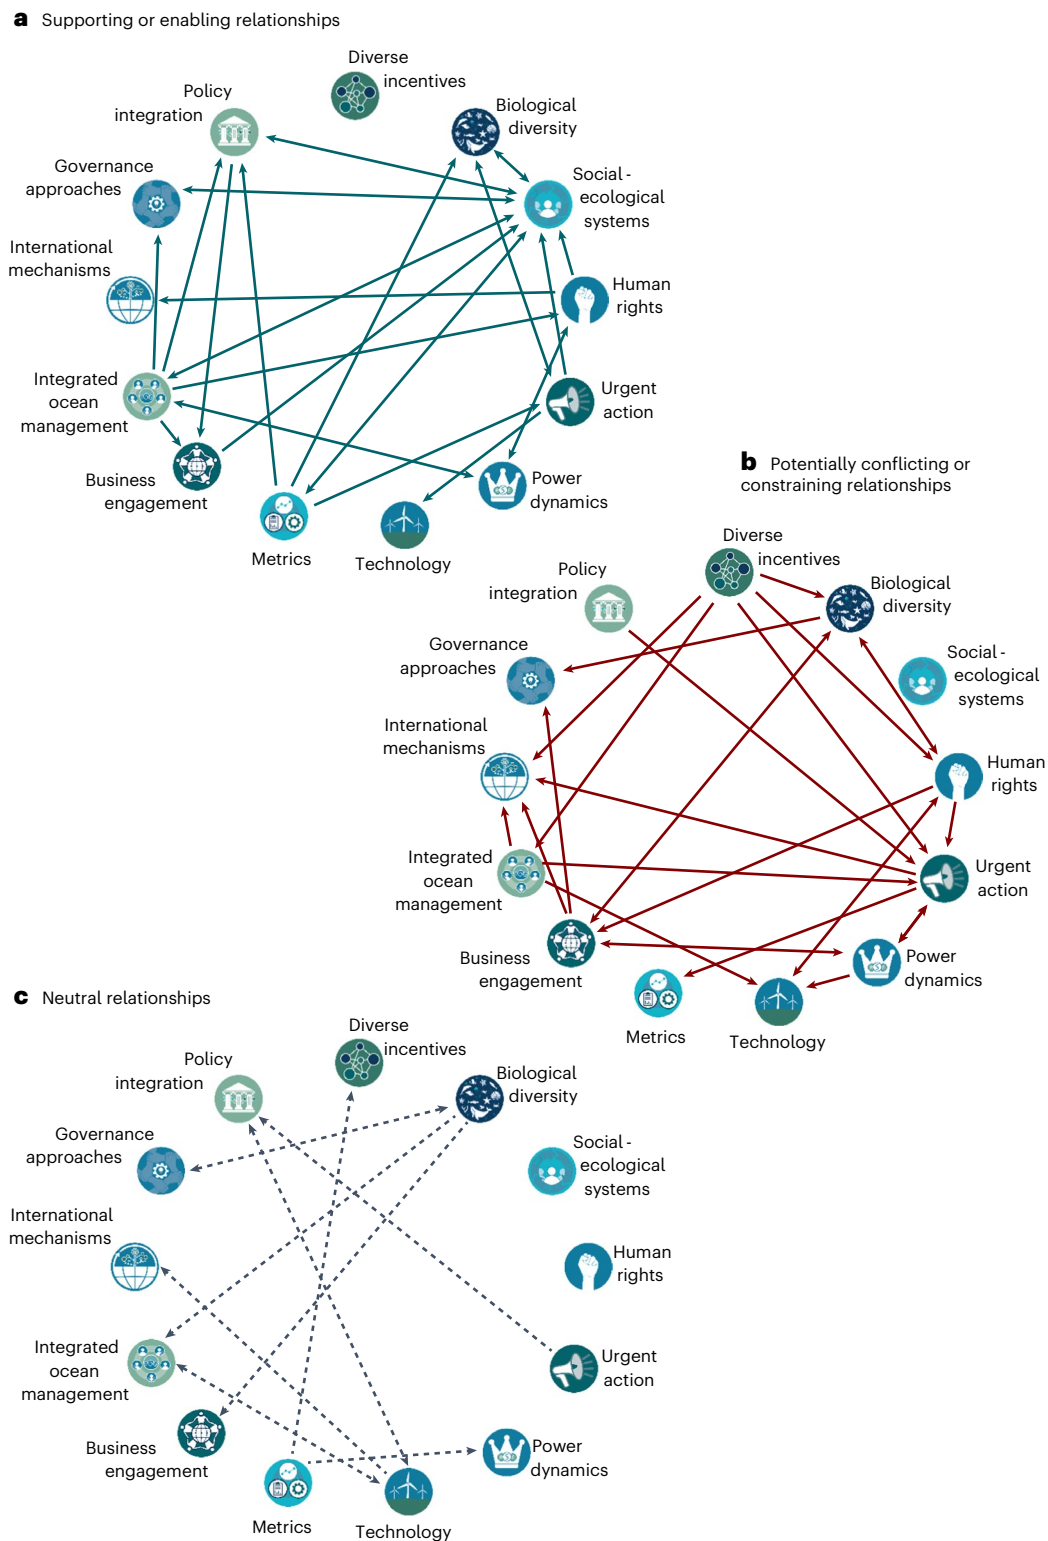 a Supporting or enabling relationships
Diverse
incentives
Policy
integration
Biological
diversity
Governance
approaches
Social-
ecological
systems
International
mechanisms
Human
rights
Integrated
ocean
management
Urgent
action
Business
engagement
Power
dynamics
Metrics
Technology
b Potentially conflicting or
constraining relationships
Diverse
incentives
Policy
integration
Biological
diversity
Governance
approaches
Social-
ecological
systems
International
mechanisms
Human
rights
Integrated
ocean
management
Urgent
action
Business
engagement
Power
dynamics
Metrics
Technology
c Neutral relationships
Diverse
incentives
Policy
integration
Biological
diversity
Governance
approaches
Social-
ecological
systems
International
mechanisms
Human
rights
Integrated
ocean
management
Urgent
action
Business
engagement
Power
dynamics
Metrics
Technology